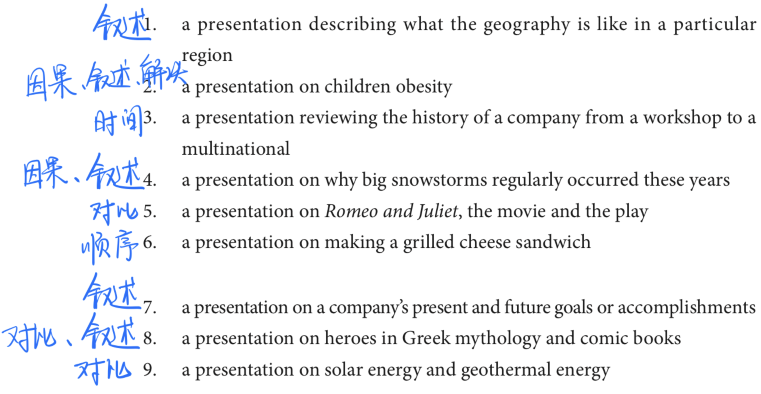 叙述 1. a presentation describing what the geography is like in a particular
region
因果、叙述、解决 2. a presentation on children obesity
时间 3. a presentation reviewing the history of a company from a workshop to a
multinational
因果、叙述 4. a presentation on why big snowstorms regularly occurred these years
对比 5. a presentation on Romeo and Juliet, the movie and the play
顺序 6. a presentation on making a grilled cheese sandwich
叙述 7. a presentation on a company's present and future goals or accomplishments
对比、叙述 8. a presentation on heroes in Greek mythology and comic books
对比 9. a presentation on solar energy and geothermal energy